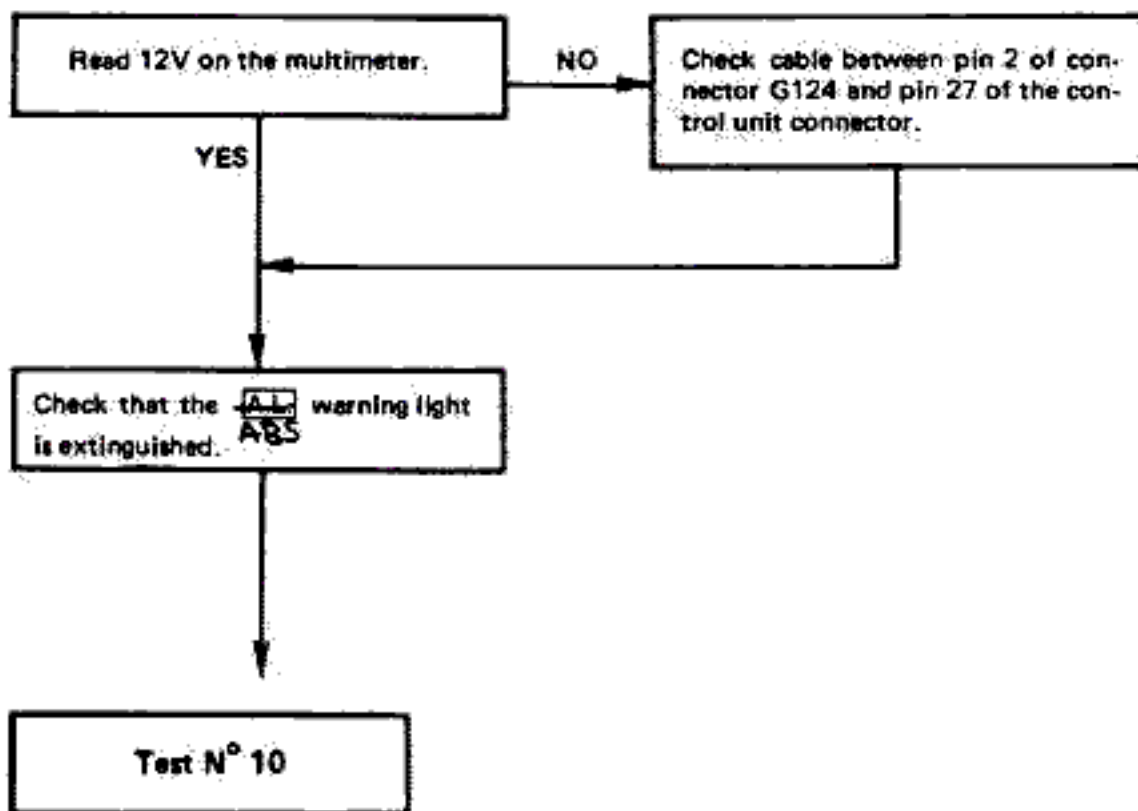 Read 12V on the multimeter.
NO
Check cable between pin 2 of con-
nector G124 and pin 27 of the con-
trol unit connector.
YES
Check that the A.L. warning light
ABS
is extinguished.
Test N° 10